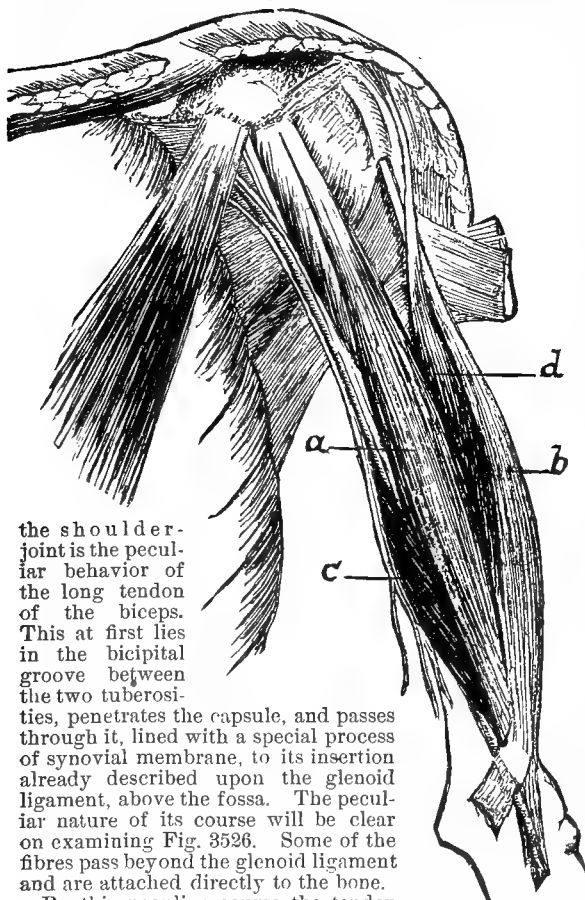 d
a
b
c
the shoulder-
joint is the pecul-
iar behavior of
the long tendon
of the biceps.
This at first lies
in the bicipital
groove between
the two tuberosi-
ties, penetrates the capsule, and passes
through it, lined with a special process
of synovial membrane, to its insertion
already described upon the glenoid
ligament, above the fossa. The pecul-
iar nature of its course will be clear
on examining Fig. 3526. Some of the
fibres pass beyond the glenoid ligament
and are attached directly to the bone.